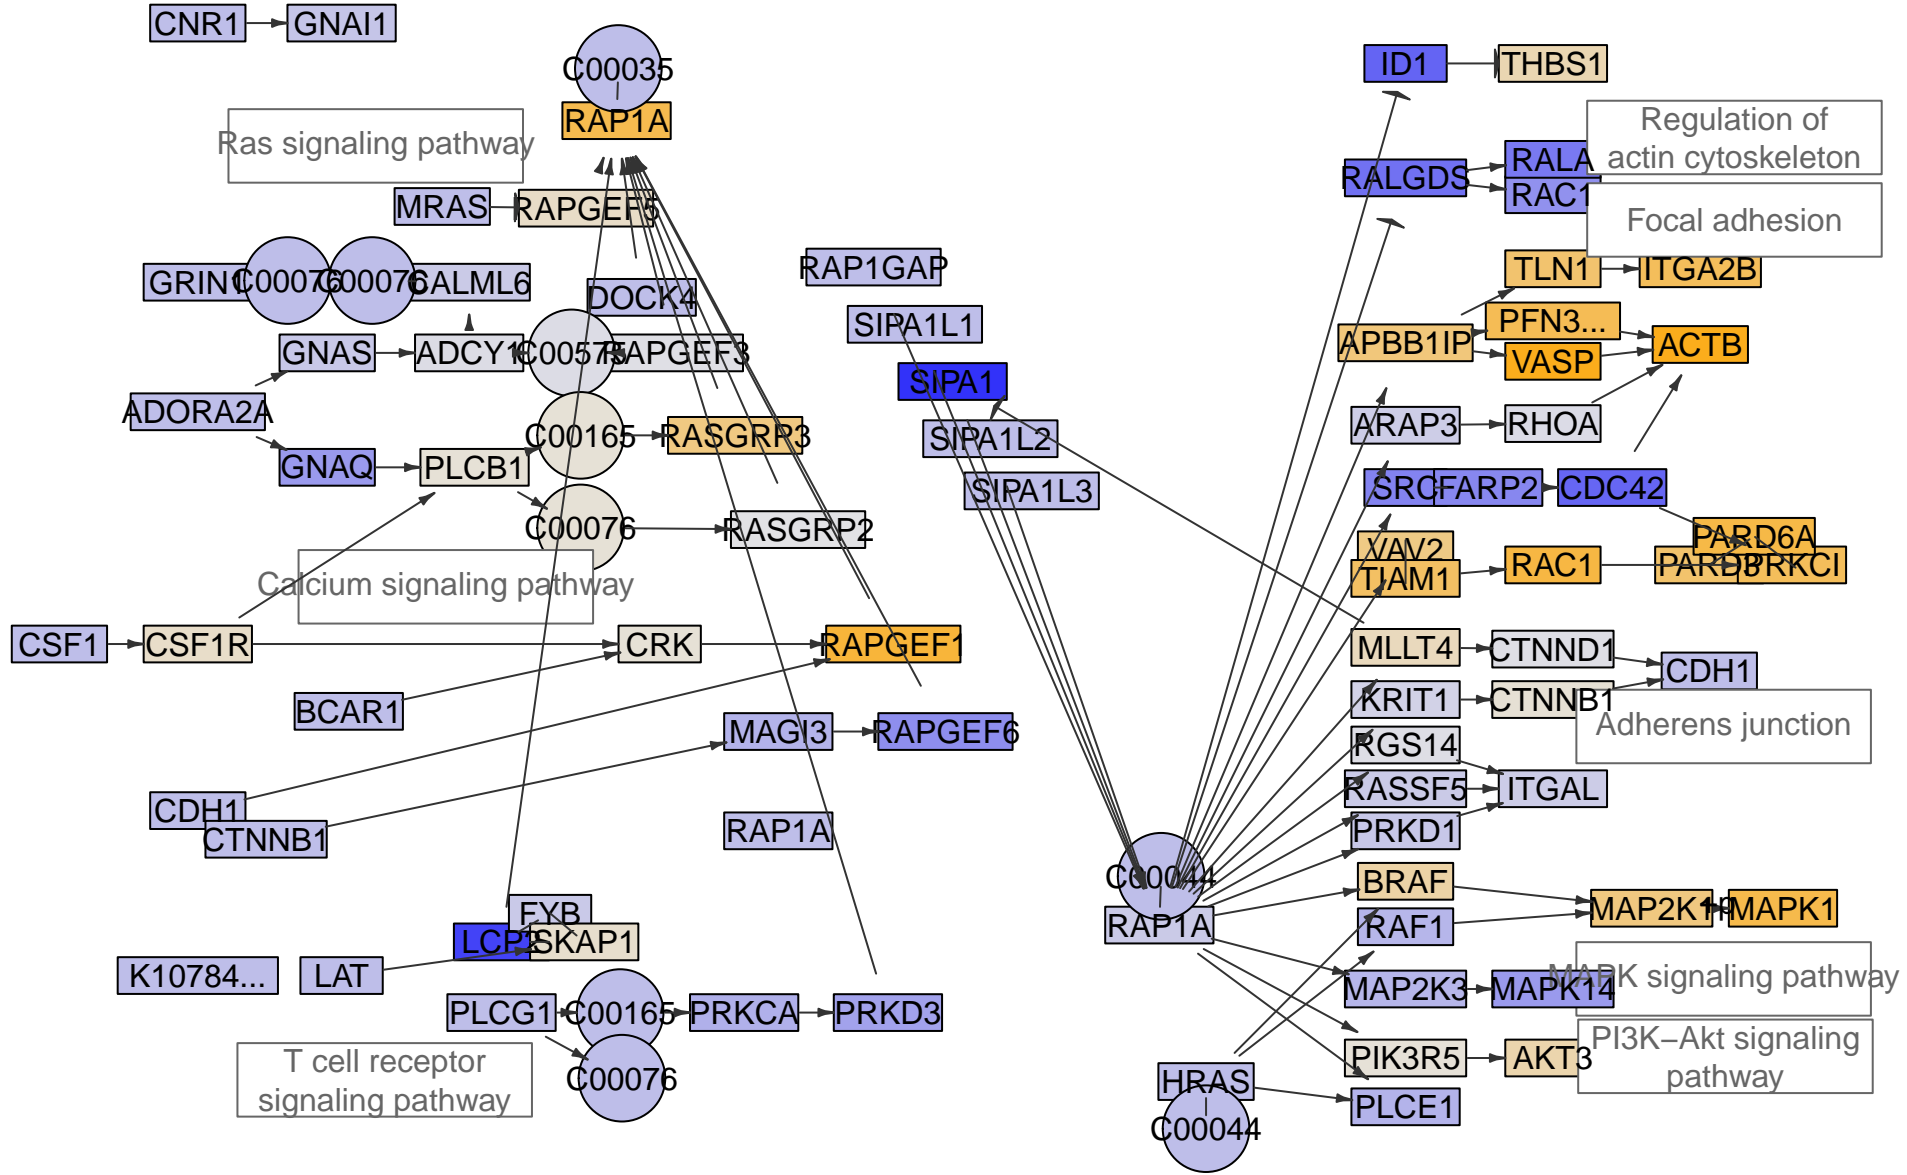 CNR1
GNAI1
C00035
RAP1A
ID1
THBS1
Ras signaling pathway
Regulation of
actin cytoskeleton
RALGDS
RALA
RAC1
Focal adhesion
MRAS
RAPGEF5
GRIN1
C00076
C00076
CALML6
DOCK4
RAP1GAP
SIPA1L1
SIPA1
SIPA1L2
SIPA1L3
TLN1
ITGA2B
PFN3...
APBB1IP
VASP
ACTB
GNAS
ADCY1
C00575
RAPGEF3
ADORA2A
GNAQ
PLCB1
C00165
RASGRP3
C00076
RASGRP2
ARAP3
RHOA
SRC
FARP2
CDC42
VAV2
TIAM1
RAC1
PARD6A
PARD3
PRKCI
Calcium signaling pathway
CSF1
CSF1R
CRK
RAPGEF1
BCAR1
MAGI3
RAPGEF6
MLLT4
CTNND1
CDH1
KRIT1
CTNNB1
Adherens junction
RGS14
RASSF5
ITGAL
PRKD1
CDH1
CTNNB1
RAP1A
C00044
RAP1A
BRAF
RAF1
MAP2K1
+p
MAPK1
FYB
LCP2
SKAP1
K10784...
LAT
MAP2K3
MAPK14
MAPK signaling pathway
PLCG1
C00165
PRKCA
PRKD3
C00076
T cell receptor
signaling pathway
PIK3R5
AKT3
PI3K−Akt signaling
pathway
HRAS
PLCE1
C00044